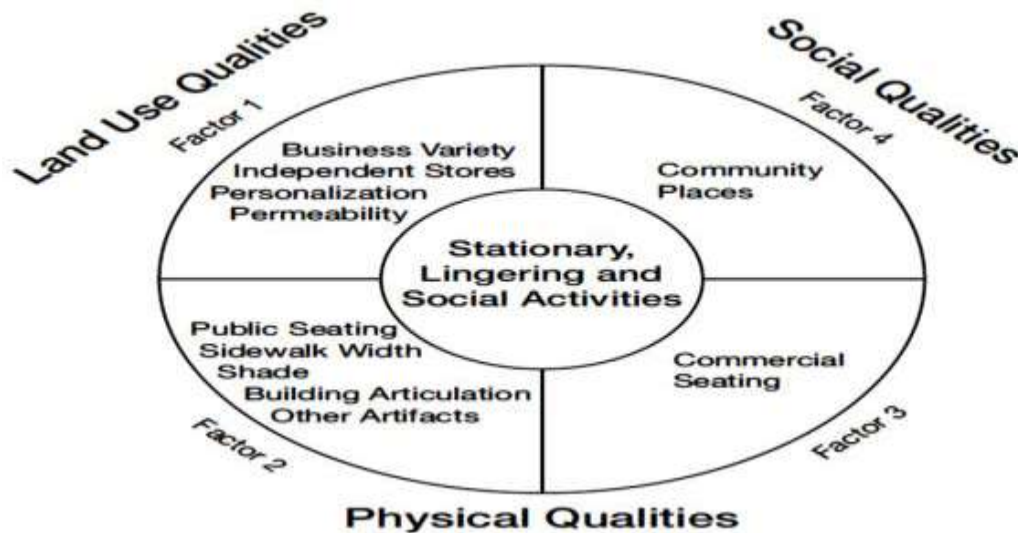 Land Use Qualities
Factor 1
Business Variety
Independent Stores
Personalization
Permeability
Social Qualities
Factor 4
Community
Places
Stationary,
Lingering and
Social Activities
Public Seating
Sidewalk Width
Shade
Building Articulation
Other Artifacts
Factor 2
Commercial
Seating
Factor 3
Physical Qualities